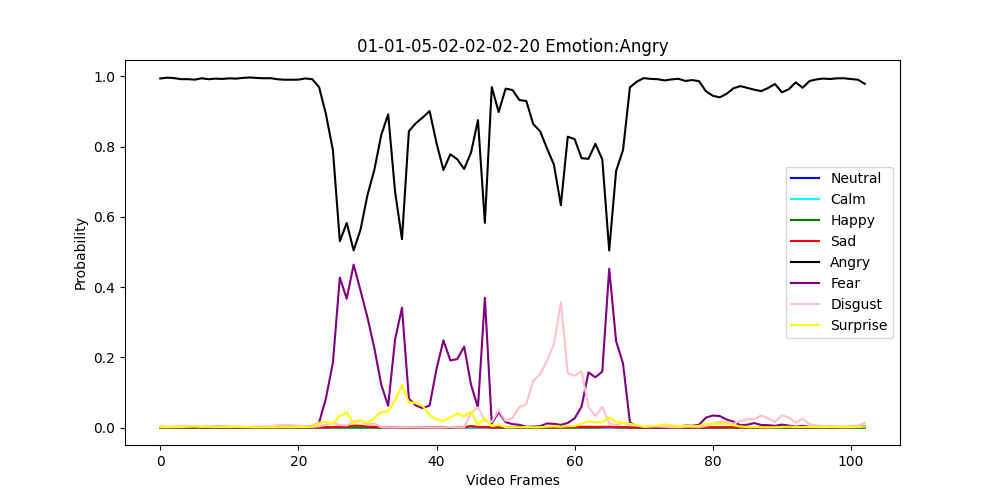 01-01-05-02-02-02-20 Emotion:Angry
1.0
0.8
0.6
0.4
0.2
0.0
Probability
0
20
40
60
80
100
Video Frames
Neutral
Calm
Happy
Sad
Angry
Fear
Disgust
Surprise